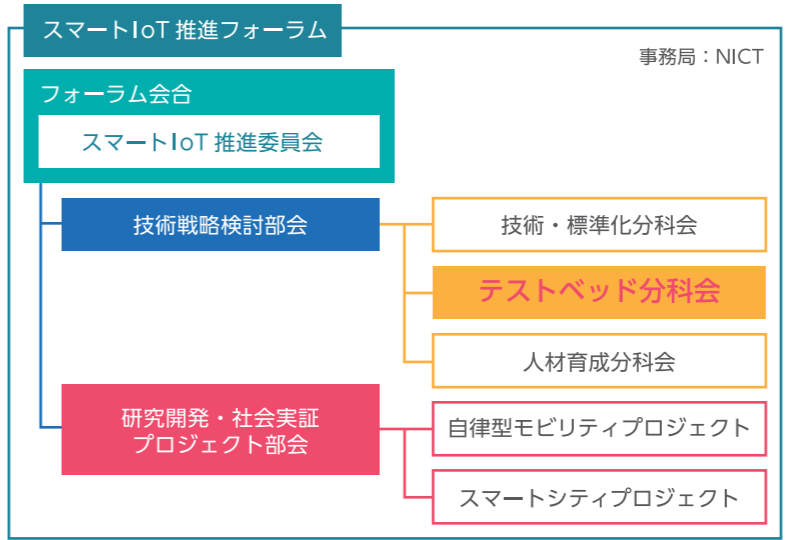 スマートIoT推進フォーラム
事務局：NICT
フォーラム会合
スマートIoT推進委員会
技術戦略検討部会
技術・標準化分科会
テストベッド分科会
人材育成分科会
研究開発・社会実証
プロジェクト部会
自律型モビリティプロジェクト
スマートシティプロジェクト